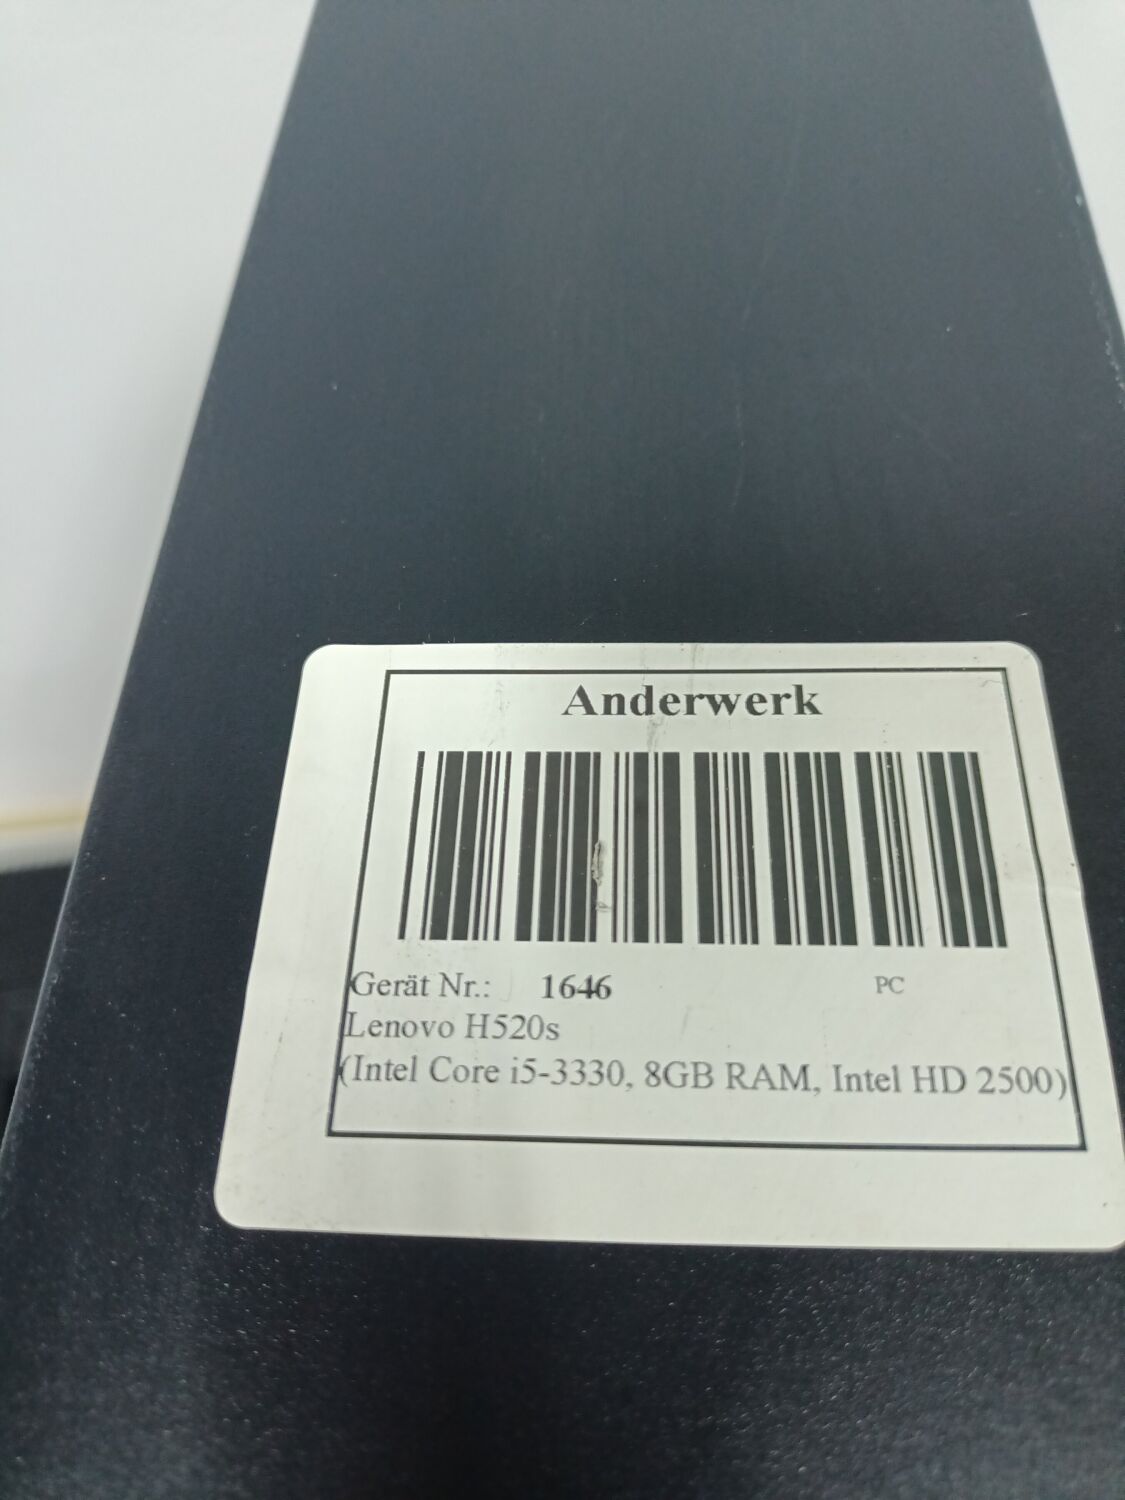 Anderwerk
Gerät Nr.: 1646 PC
Lenovo H520s
(Intel Core i5-3330, 8GB RAM, Intel HD 2500)